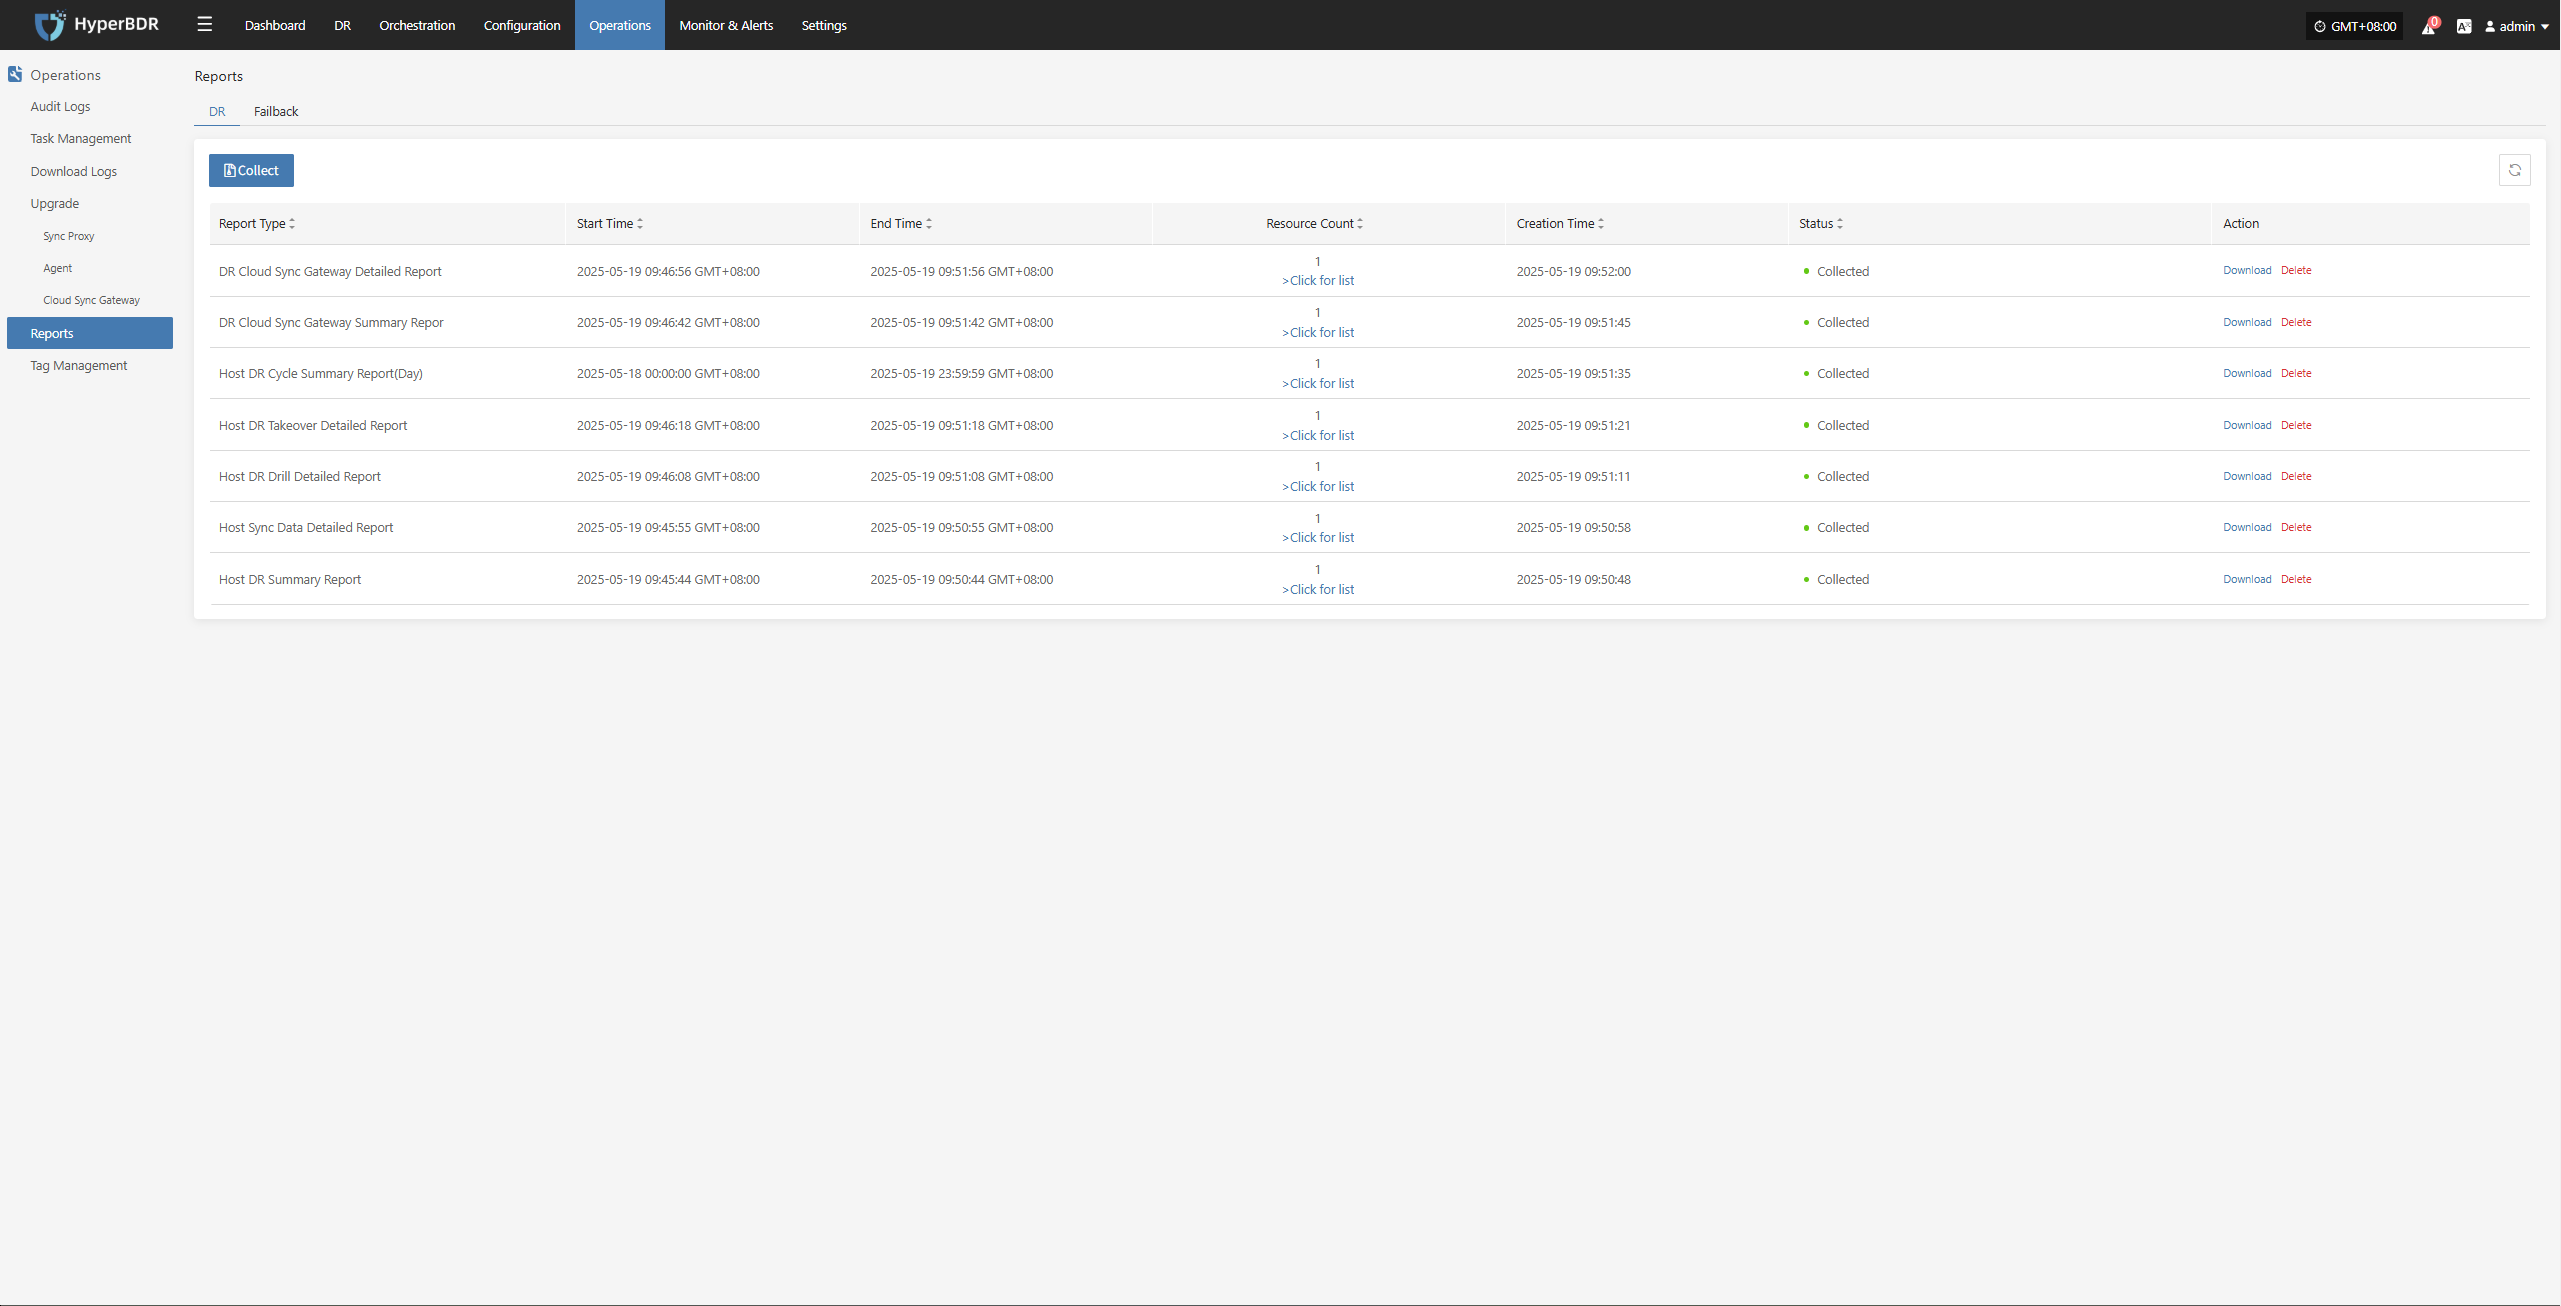 HyperBDR
Dashboard DR Orchestration Configuration Operations Monitor & Alerts Settings
GMT+08:00 0 admin
Operations
Audit Logs
Task Management
Download Logs
Upgrade
Sync Proxy
Agent
Cloud Sync Gateway
Reports
Tag Management
Reports
DR Failback
Collect
Report Type Start Time End Time Resource Count Creation Time Status Action
DR Cloud Sync Gateway Detailed Report 2025-05-19 09:46:56 GMT+08:00 2025-05-19 09:51:56 GMT+08:00 1 2025-05-19 09:52:00 Collected Download Delete
>Click for list
DR Cloud Sync Gateway Summary Repor 2025-05-19 09:46:42 GMT+08:00 2025-05-19 09:51:42 GMT+08:00 1 2025-05-19 09:51:45 Collected Download Delete
>Click for list
Host DR Cycle Summary Report(Day) 2025-05-18 00:00:00 GMT+08:00 2025-05-19 23:59:59 GMT+08:00 1 2025-05-19 09:51:35 Collected Download Delete
>Click for list
Host DR Takeover Detailed Report 2025-05-19 09:46:18 GMT+08:00 2025-05-19 09:51:18 GMT+08:00 1 2025-05-19 09:51:21 Collected Download Delete
>Click for list
Host DR Drill Detailed Report 2025-05-19 09:46:08 GMT+08:00 2025-05-19 09:51:08 GMT+08:00 1 2025-05-19 09:51:11 Collected Download Delete
>Click for list
Host Sync Data Detailed Report 2025-05-19 09:45:55 GMT+08:00 2025-05-19 09:50:55 GMT+08:00 1 2025-05-19 09:50:58 Collected Download Delete
>Click for list
Host DR Summary Report 2025-05-19 09:45:44 GMT+08:00 2025-05-19 09:50:44 GMT+08:00 1 2025-05-19 09:50:48 Collected Download Delete
>Click for list